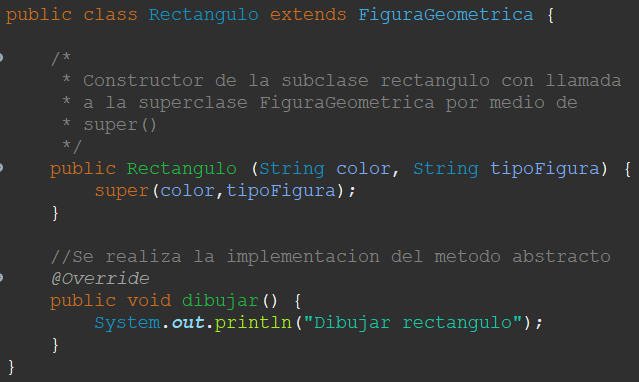 public class Rectangulo extends FiguraGeometrica {
/*
* Constructor de la subclase rectangulo con llamada
* a la superclase FiguraGeometrica por medio de
* super()
*/
public Rectangulo (String color, String tipoFigura) {
super(color,tipoFigura);
}
//Se realiza la implementacion del metodo abstracto
@Override
public void dibujar() {
System.out.println("Dibujar rectangulo");
}
}